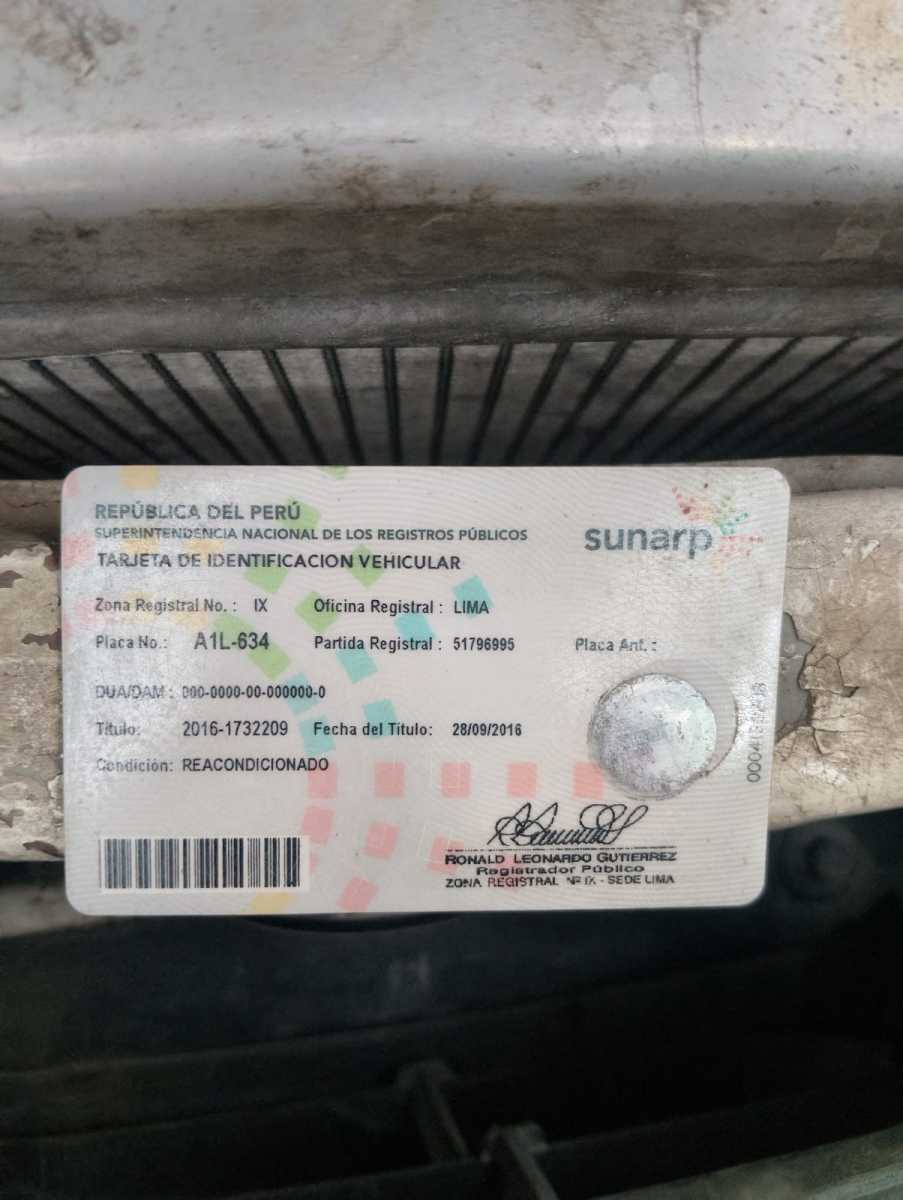 REPÚBLICA DEL PERÚ
SUPERINTENDENCIA NACIONAL DE LOS REGISTROS PÚBLICOS
sunarp
TARJETA DE IDENTIFICACION VEHICULAR
Zona Registral No. : IX Oficina Registral : LIMA
Placa No.: A1L-634 Partida Registral : 51796995 Placa Ant. :
DUA/DAM : 000-0000-00-000000-0
Título: 2016-1732209 Fecha del Título: 28/09/2016
Condición: REACONDICIONADO
RONALD LEONARDO GUTIERREZ
Registrador Público
ZONA REGISTRAL Nº IX - SEDE LIMA